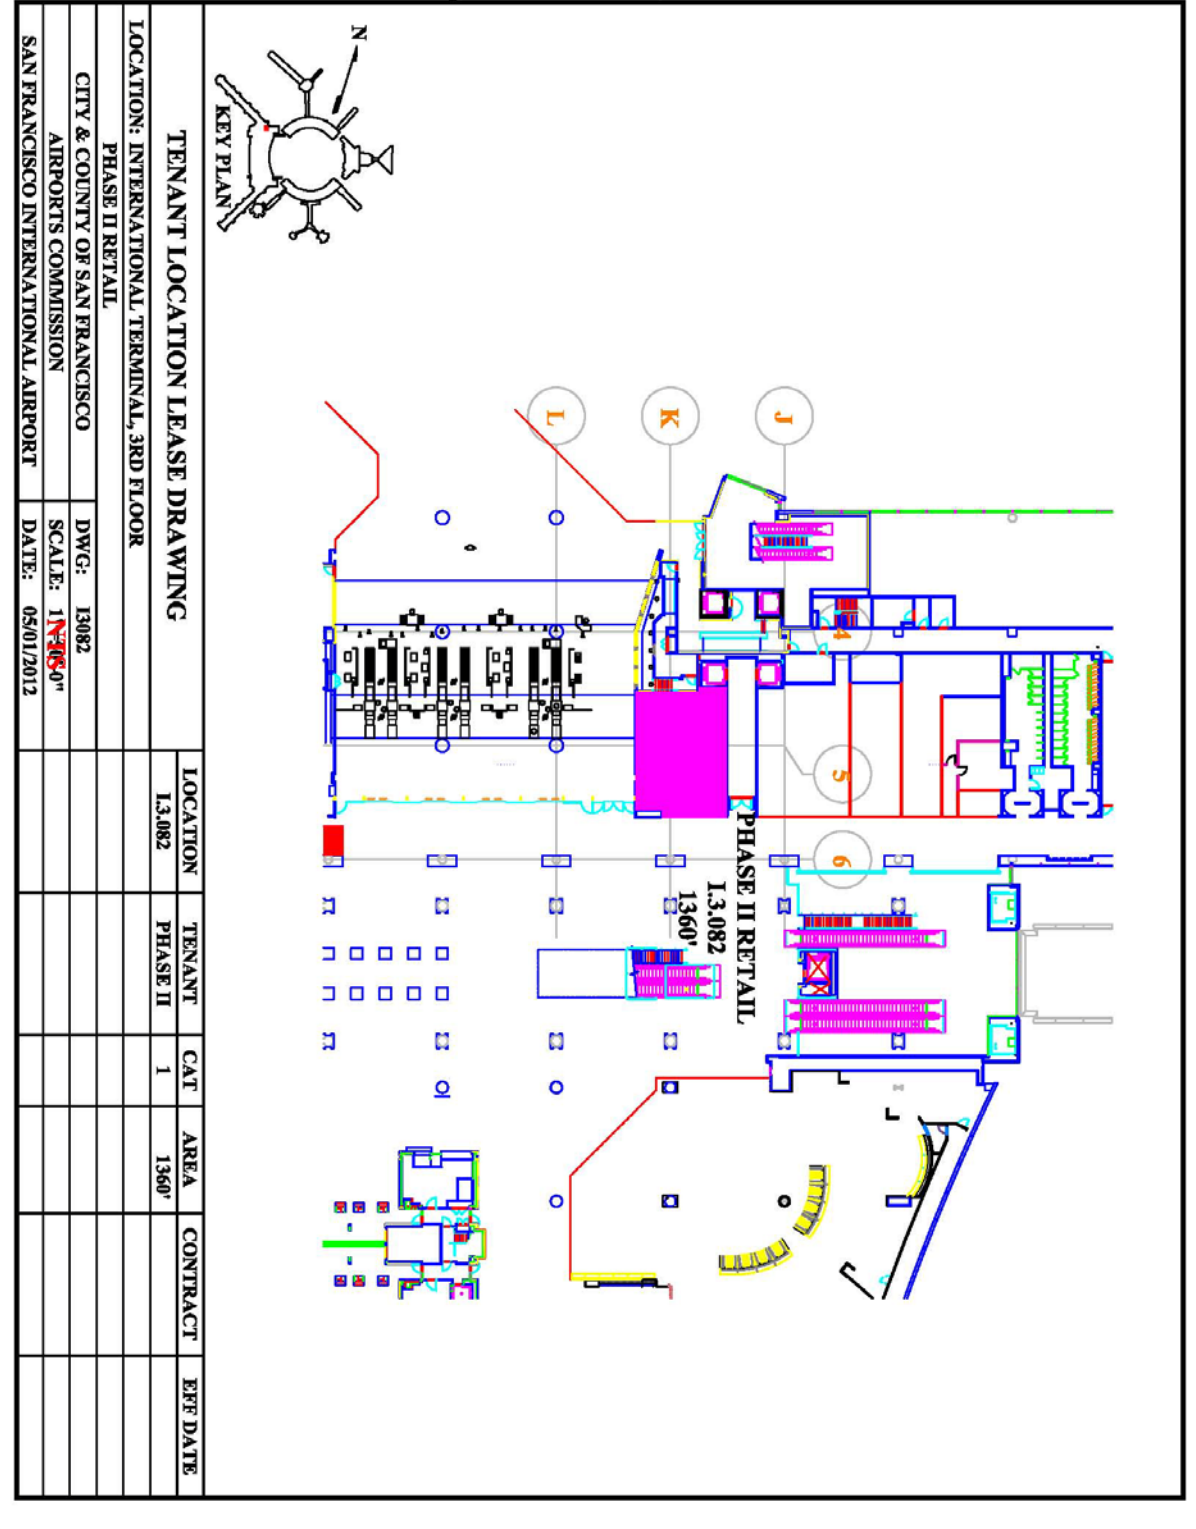 N
KEY PLAN
J
K
L
4
5
6
PHASE II RETAIL
I.3.082
1360'
TENANT LOCATION LEASE DRAWING
LOCATION: INTERNATIONAL TERMINAL, 3RD FLOOR
PHASE II RETAIL
CITY & COUNTY OF SAN FRANCISCO
AIRPORTS COMMISSION
SAN FRANCISCO INTERNATIONAL AIRPORT
DWG: I3082
SCALE: NTS
DATE: 05/01/2012
LOCATION TENANT CAT AREA CONTRACT EFF DATE
I.3.082 PHASE II 1 1360'